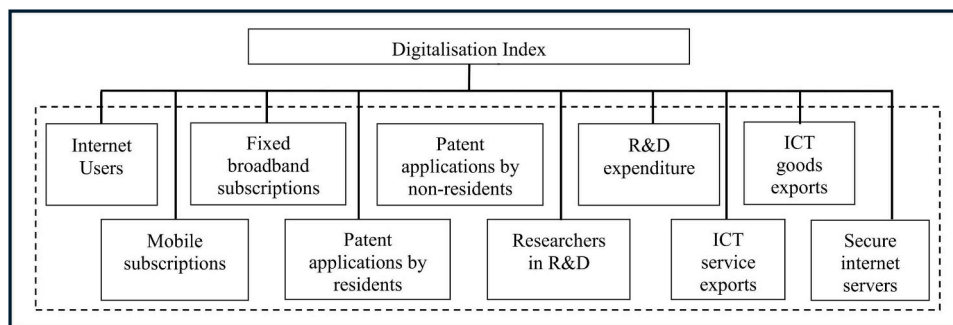 Digitalisation Index
Internet
Users
Fixed
broadband
subscriptions
Patent
applications by
non-residents
R&D
expenditure
ICT
goods
exports
Mobile
subscriptions
Patent
applications by
residents
Researchers
in R&D
ICT
service
exports
Secure
internet
servers